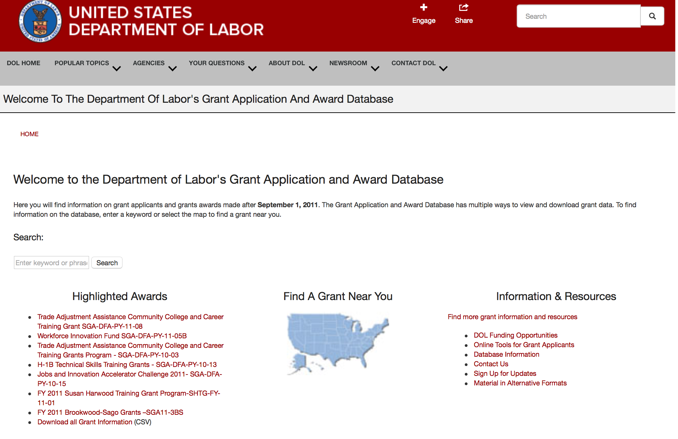 UNITED STATES
DEPARTMENT OF LABOR
Engage
Share
Search
DOL HOME POPULAR TOPICS AGENCIES YOUR QUESTIONS ABOUT DOL NEWSROOM CONTACT DOL
Welcome To The Department Of Labor's Grant Application And Award Database
HOME
Welcome to the Department of Labor's Grant Application and Award Database
Here you will find information on grant applicants and grants awards made after September 1, 2011. The Grant Application and Award Database has multiple ways to view and download grant data. To find
information on the database, enter a keyword or select the map to find a grant near you.
Search:
Enter keyword or phras
Search
Highlighted Awards
Trade Adjustment Assistance Community College and Career
Training Grant SGA-DFA-PY-11-08
Workforce Innovation Fund SGA-DFA-PY-11-05B
Trade Adjustment Assistance Community College and Career
Training Grants Program - SGA-DFA-PY-10-03
H-1B Technical Skills Training Grants - SGA-DFA-PY-10-13
Jobs and Innovation Accelerator Challenge 2011- SGA-DFA-
PY-10-15
FY 2011 Susan Harwood Training Grant Program-SHTG-FY-
11-01
FY 2011 Brookwood-Sago Grants –SGA11-3BS
Download all Grant Information (CSV)
Find A Grant Near You
Information & Resources
Find more grant information and resources
DOL Funding Opportunities
Online Tools for Grant Applicants
Database Information
Contact Us
Sign Up for Updates
Material in Alternative Formats